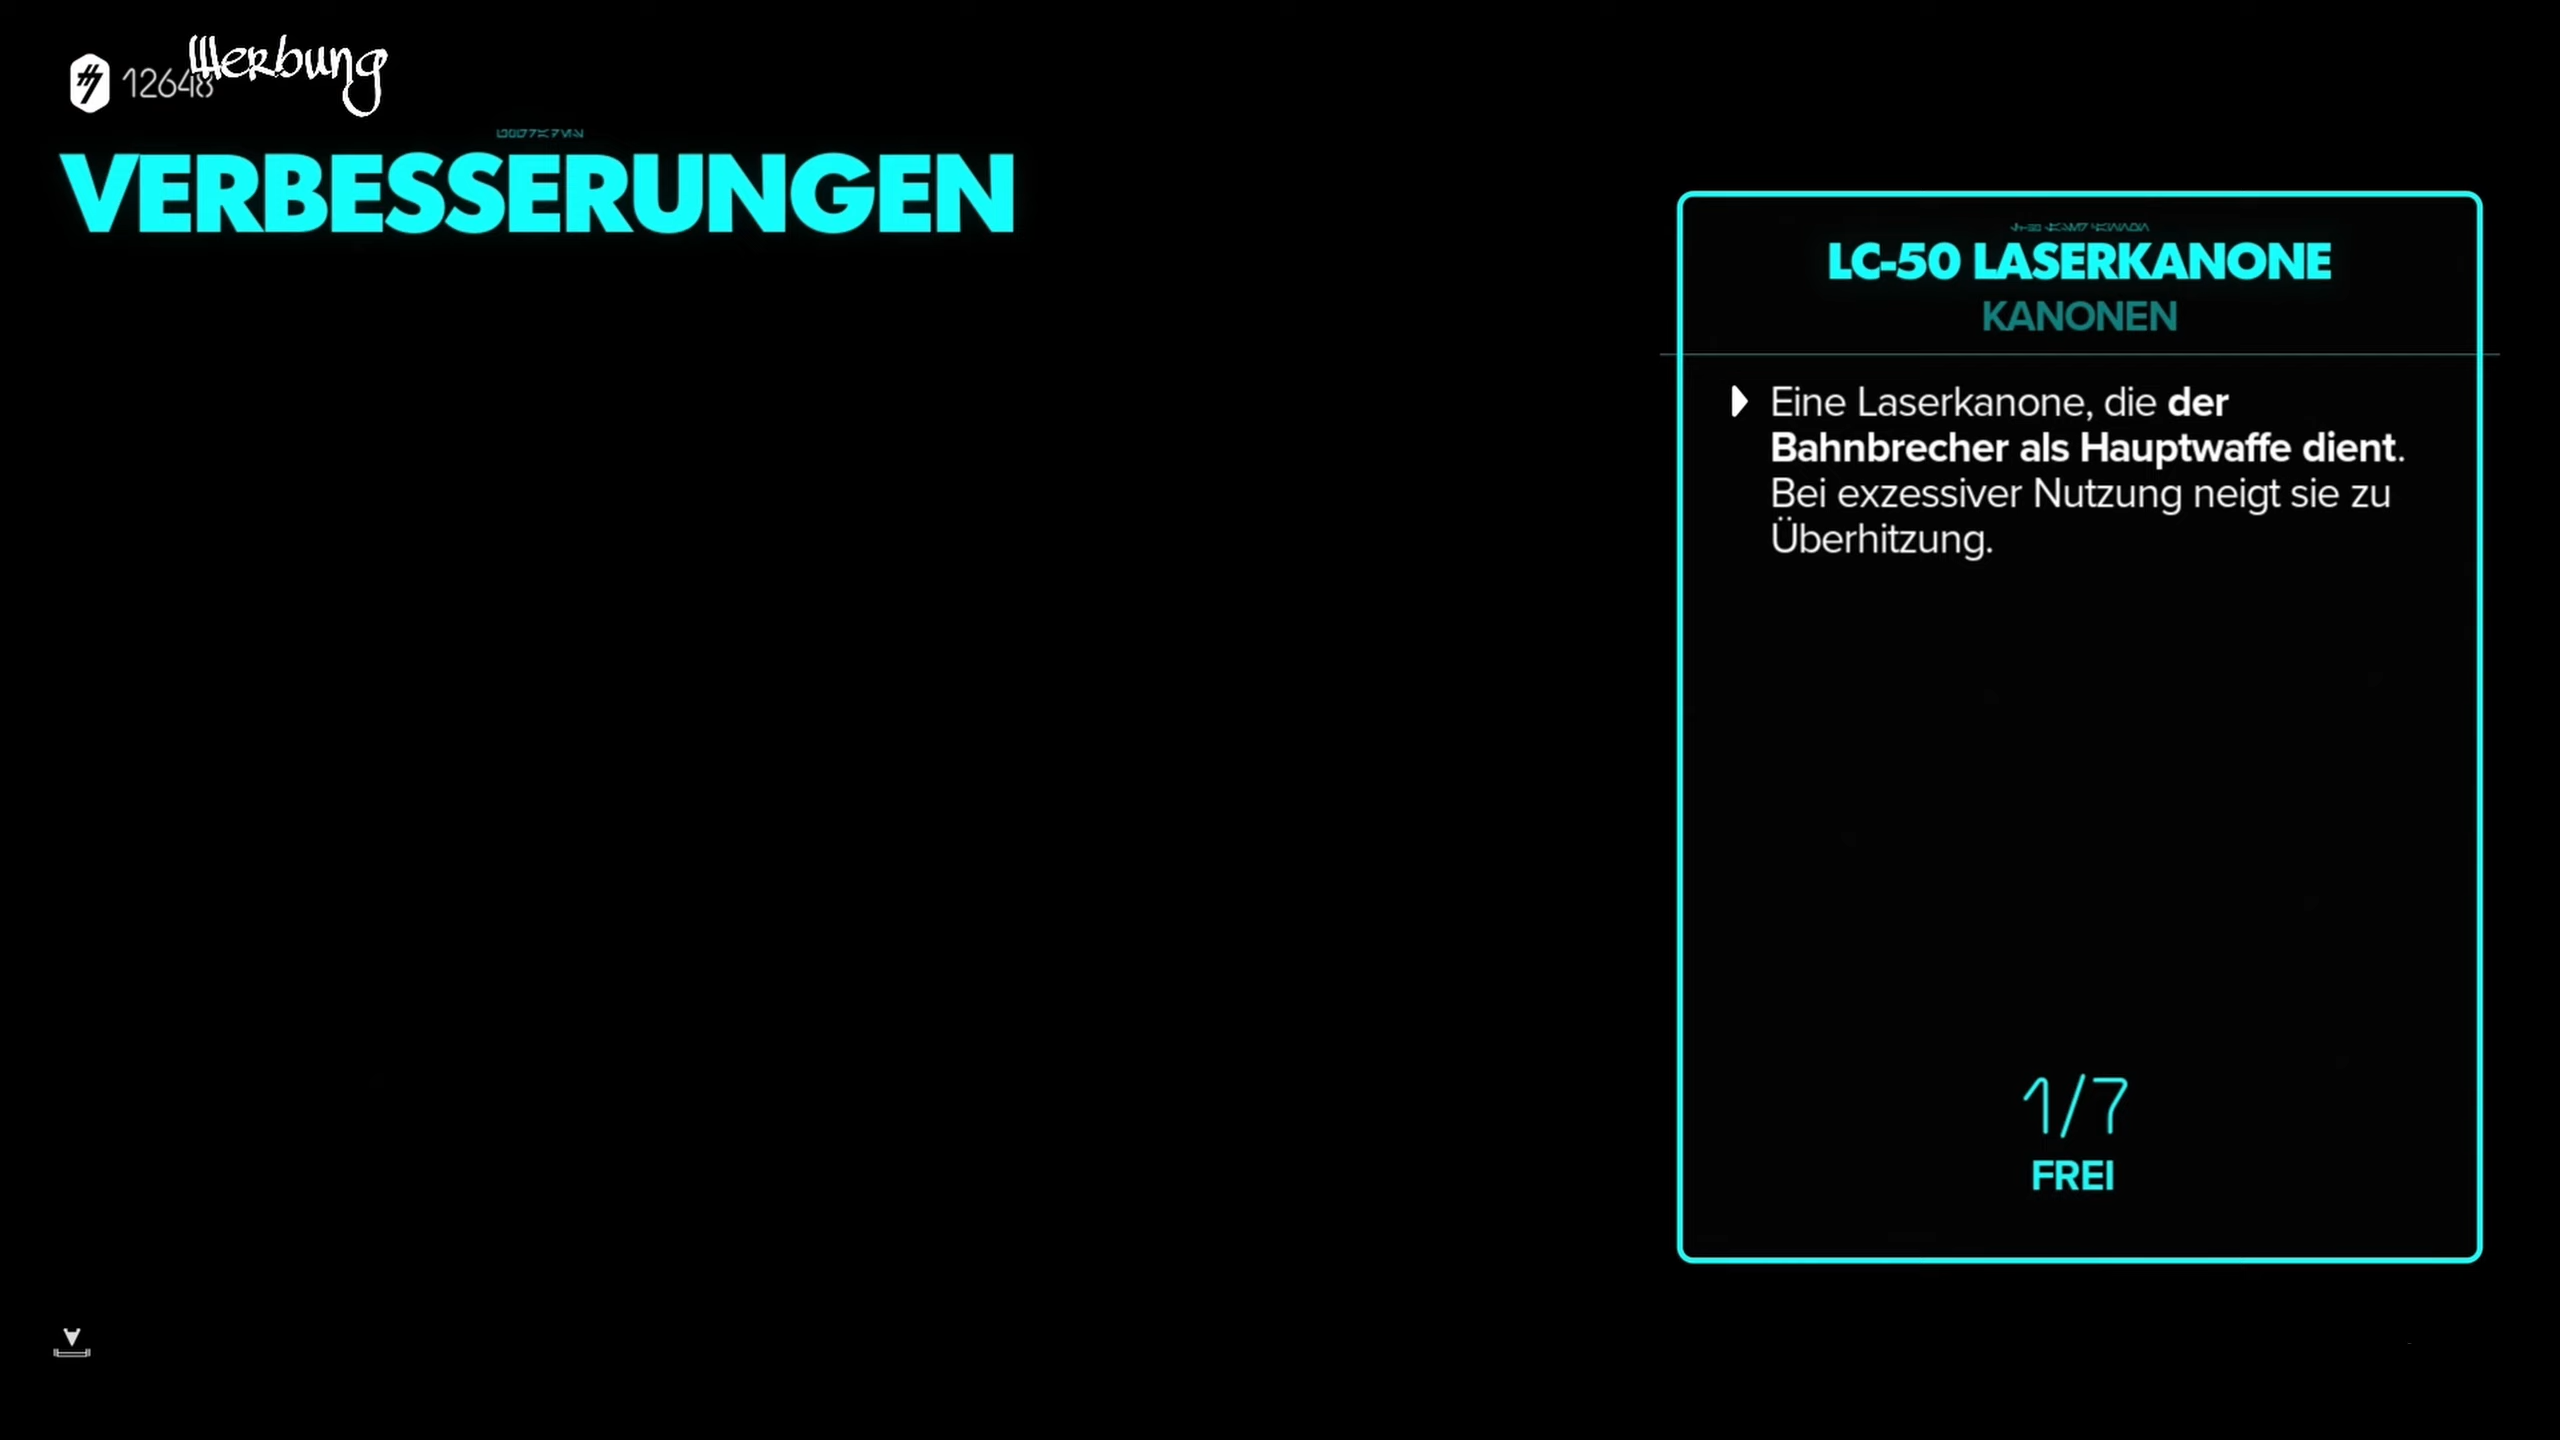 Werbung
12648
VERBESSERUNGEN
LC-50 LASERKANONE
KANONEN
Eine Laserkanone, die der
Bahnbrecher als Hauptwaffe dient.
Bei exzessiver Nutzung neigt sie zu
Überhitzung.
1/7
FREI